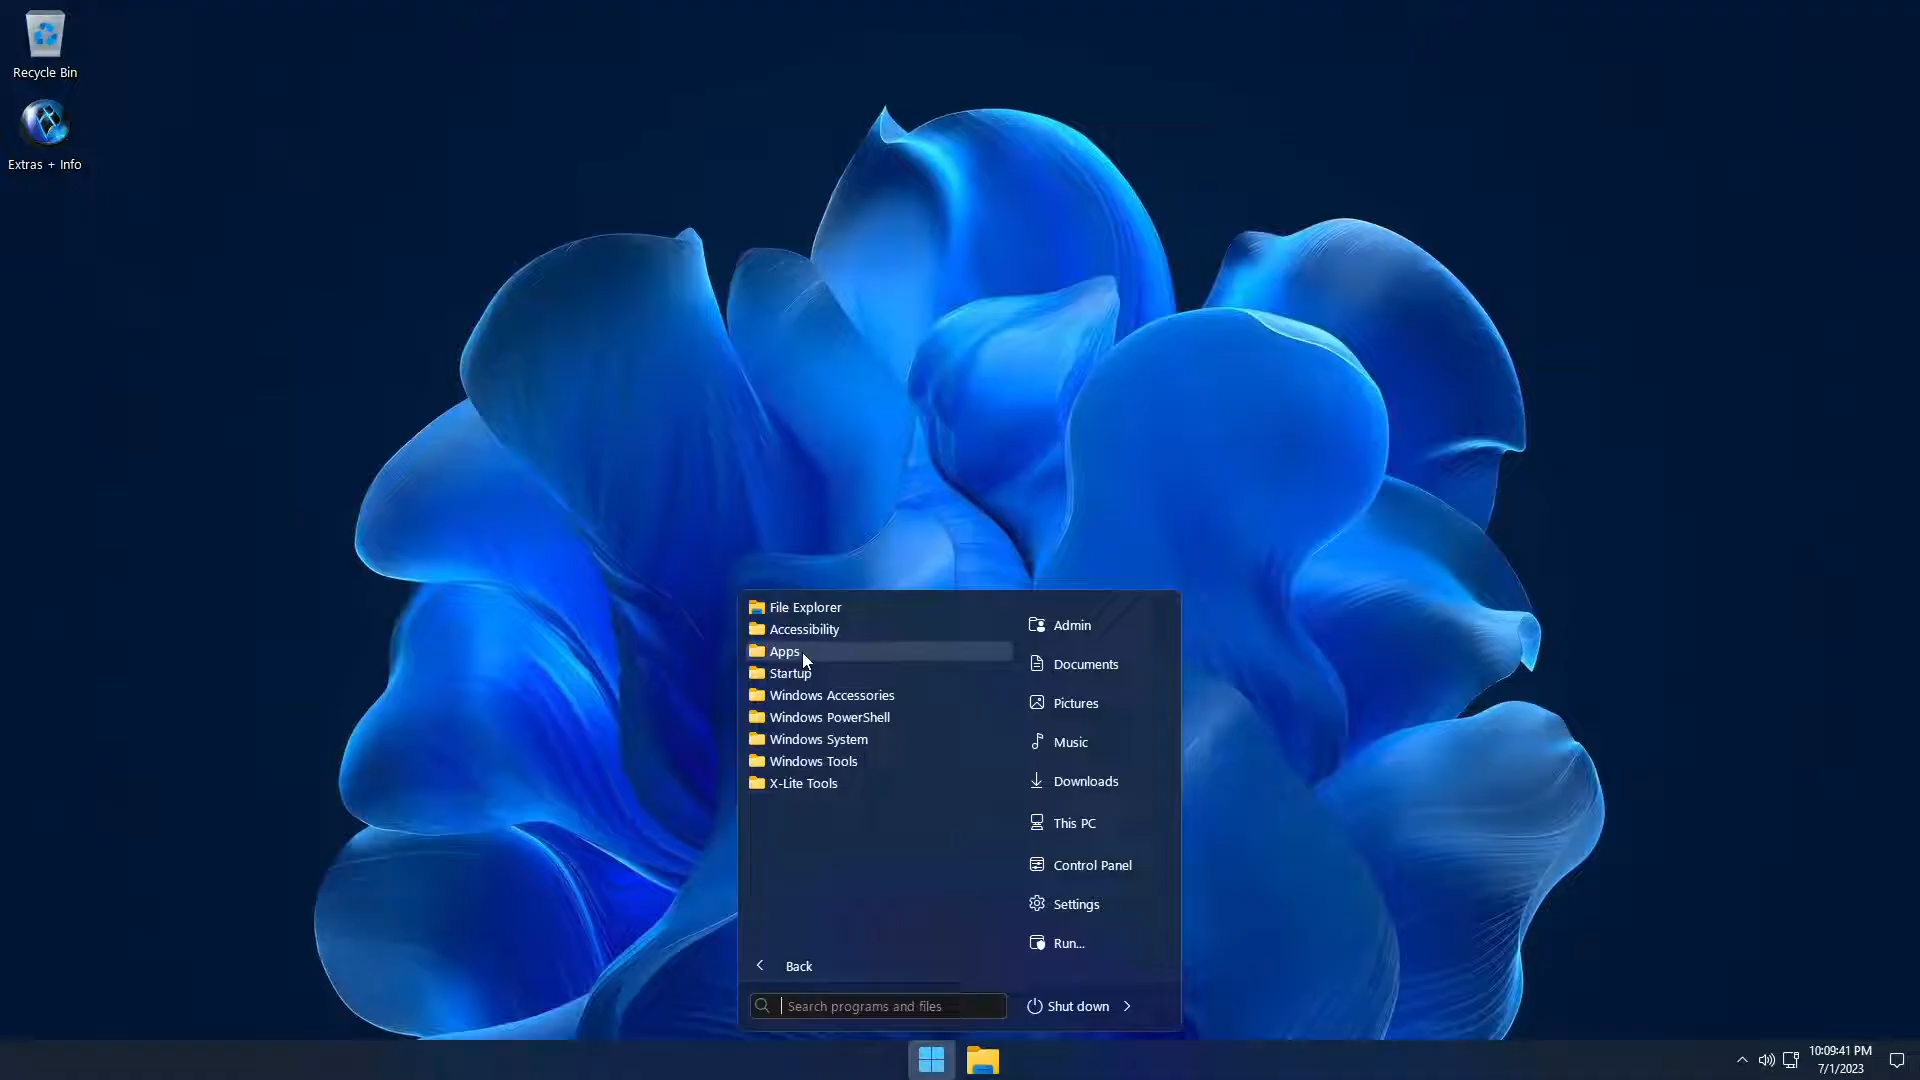 Recycle Bin
Extras + Info
File Explorer
Accessibility
Apps
Startup
Windows Accessories
Windows PowerShell
Windows System
Windows Tools
X-Lite Tools
Back
Search programs and files
Admin
Documents
Pictures
Music
Downloads
This PC
Control Panel
Settings
Run...
Shut down
10:09:41 PM
7/1/2023